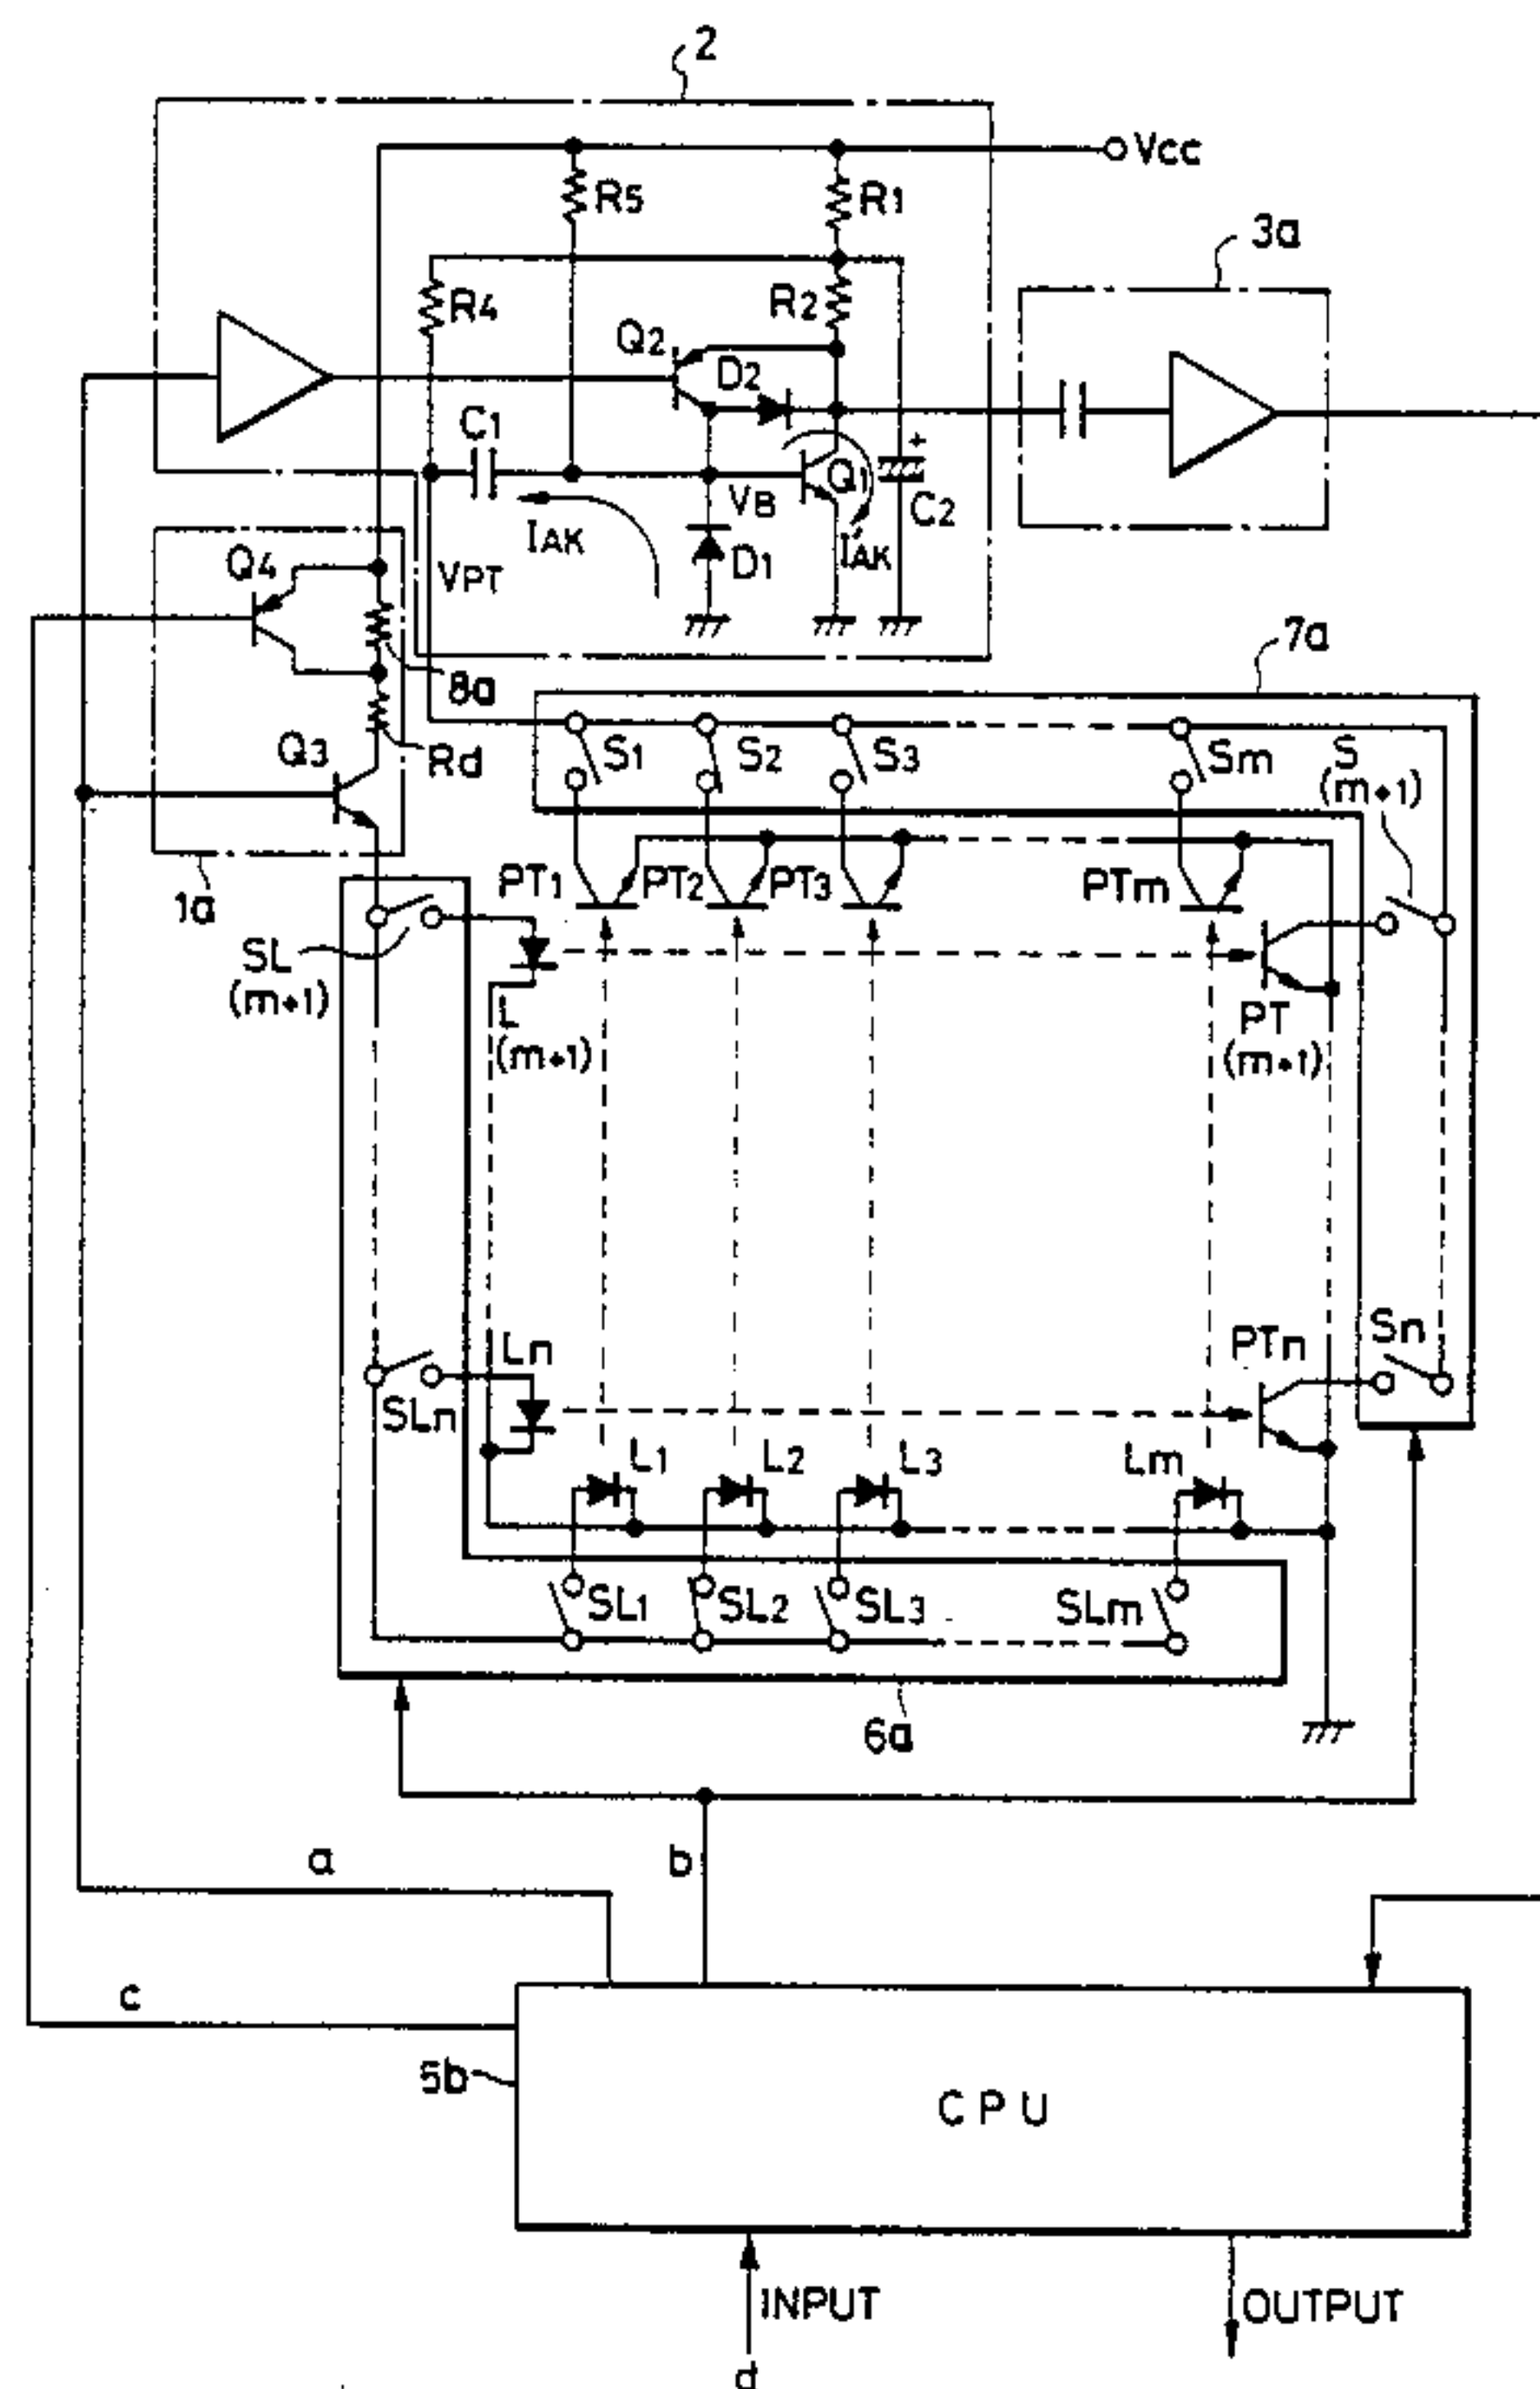 2
Vcc
R5
R1
3a
R4
R2
Q2
D2
C1
+
Q1
VB
C2
IAK
I'AK
D1
Q4
VPT
7a
8a
S1
S2
S3
Sm
S
(m+1)
Q3
Rd
PT1
PT2
PT3
PTm
1a
SL
(m+1)
L
(m+1)
PT
(m+1)
Ln
PTn
Sn
SLn
L1
L2
L3
Lm
SL1
SL2
SL3
SLm
6a
a
b
c
5b
CPU
INPUT
OUTPUT
d